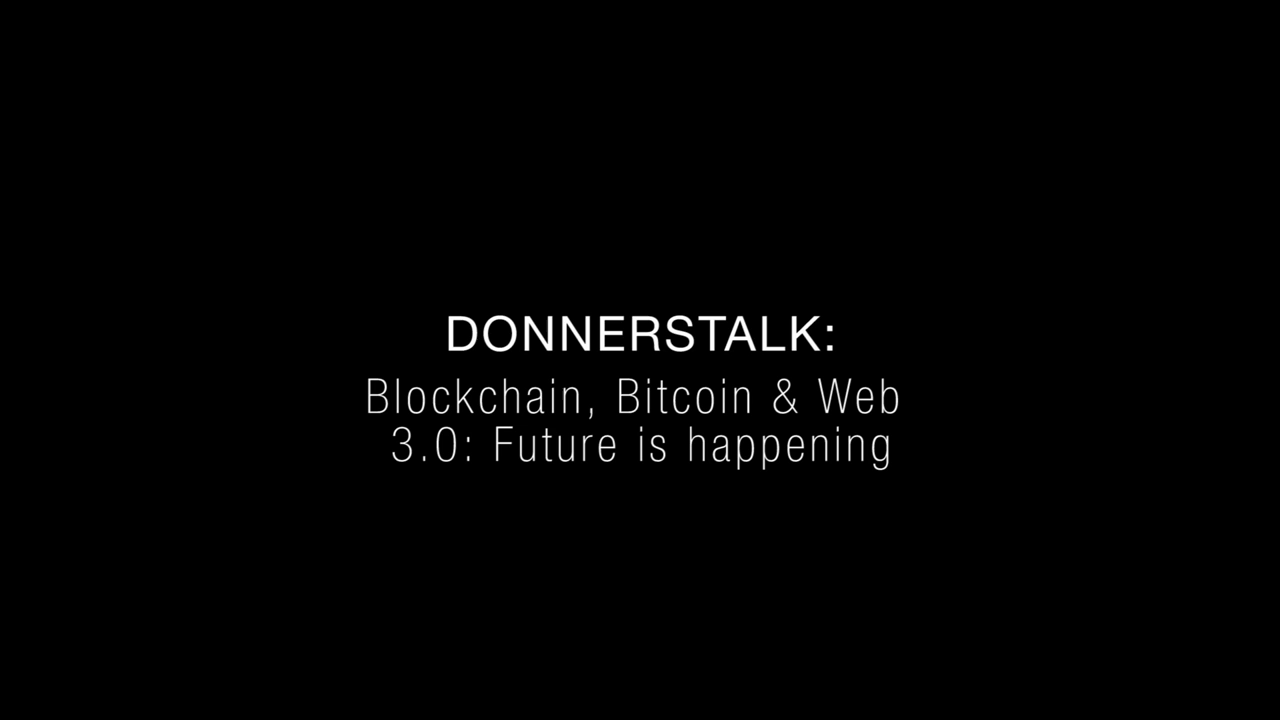 DONNERSTALK:
Blockchain, Bitcoin & Web
3.0: Future is happening